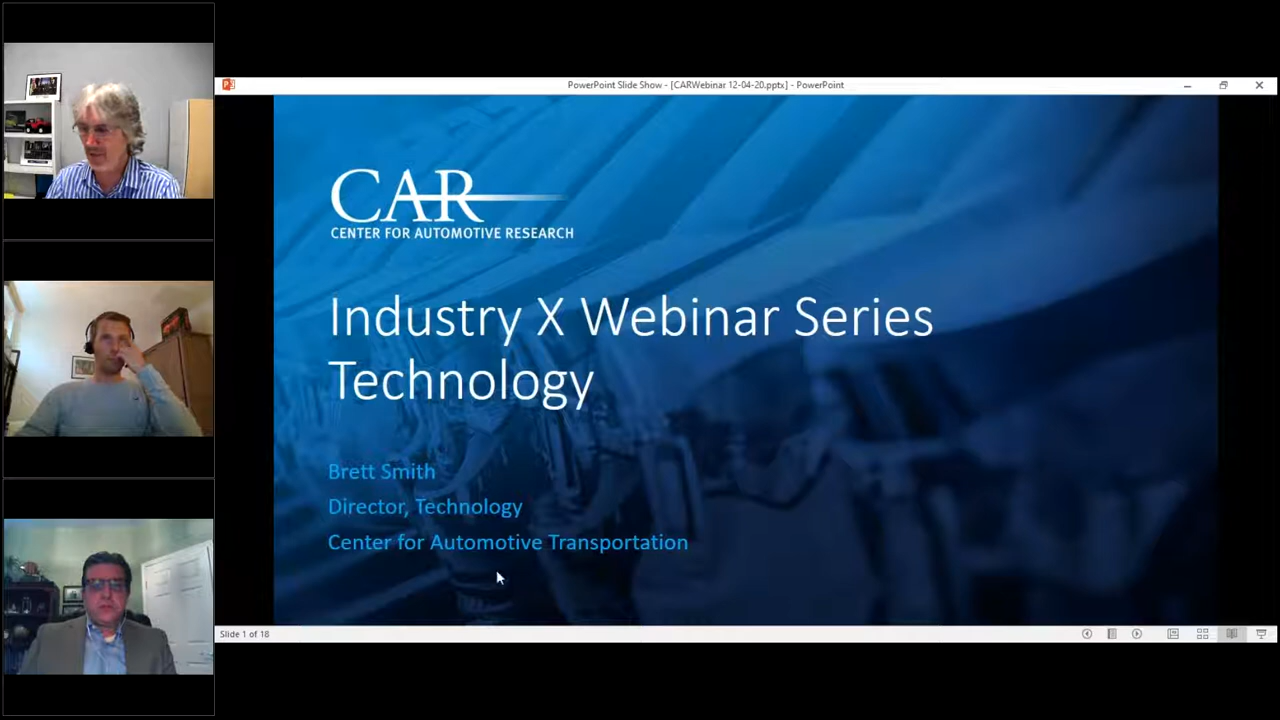 PowerPoint Slide Show - [CARWebinar 12-04-20.pptx] - PowerPoint
CAR
CENTER FOR AUTOMOTIVE RESEARCH
Industry X Webinar Series
Technology
Brett Smith
Director, Technology
Center for Automotive Transportation
Slide 1 of 18